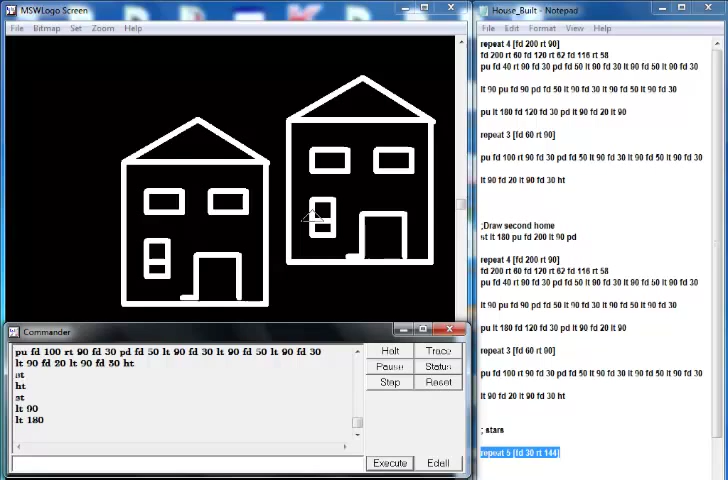 MSWLogo Screen
File Bitmap Set Zoom Help
Commander
pu fd 100 rt 90 fd 30 pd fd 50 lt 90 fd 30 lt 90 fd 50 lt 90 fd 30
lt 90 fd 20 lt 90 fd 50 ht
st
ht
st
lt 90
lt 180
Halt Trace
Pause Status
Step Reset
Execute Edall
House_Built - Notepad
File Edit Format View Help
repeat 4 [fd 200 rt 90]
fd 200 rt 60 fd 120 rt 62 fd 116 rt 58
pu fd 40 rt 90 fd 30 pd fd 50 lt 90 fd 30 lt 90 fd 50 lt 90 fd 30
lt 90 pu fd 90 pd fd 50 lt 90 fd 30 lt 90 fd 50 lt 90 fd 30
pu lt 180 fd 120 fd 30 pd lt 90 fd 20 lt 90
repeat 3 [fd 60 rt 90]
pu fd 100 rt 90 fd 30 pd fd 50 lt 90 fd 30 lt 90 fd 50 lt 90 fd 30
lt 90 fd 20 lt 90 fd 30 ht
;Draw second home
st lt 180 pu fd 200 lt 90 pd
repeat 4 [fd 200 rt 90]
fd 200 rt 60 fd 120 rt 62 fd 116 rt 58
pu fd 40 rt 90 fd 30 pd fd 50 lt 90 fd 30 lt 90 fd 50 lt 90 fd 30
lt 90 pu fd 90 pd fd 50 lt 90 fd 30 lt 90 fd 50 lt 90 fd 30
pu lt 180 fd 120 fd 30 pd lt 90 fd 20 lt 90
repeat 3 [fd 60 rt 90]
pu fd 100 rt 90 fd 30 pd fd 50 lt 90 fd 30 lt 90 fd 50 lt 90 fd 30
lt 90 fd 20 lt 90 fd 30 ht
; stars
repeat 5 [fd 30 rt 144]